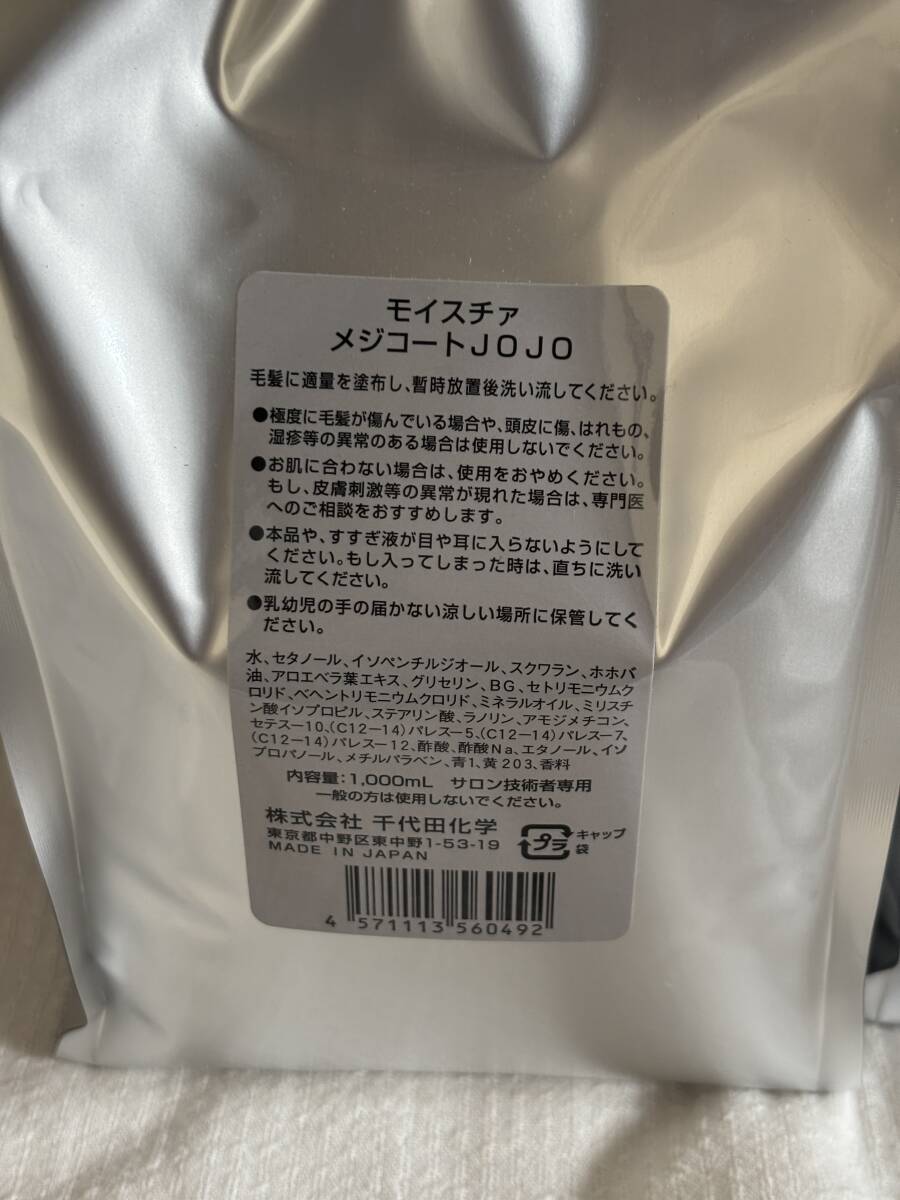 モイスチァ
メジコートJOJO
毛髪に適量を塗布し、暫時放置後洗い流してください。
●極度に毛髪が傷んでいる場合や、頭皮に傷、はれもの、
湿疹等の異常のある場合は使用しないでください。
●お肌に合わない場合は、使用をおやめください。
もし、皮膚刺激等の異常が現れた場合は、専門医
へのご相談をおすすめします。
●本品や、すすぎ液が目や耳に入らないようにして
ください。もし入ってしまった時は、直ちに洗い
流してください。
●乳幼児の手の届かない涼しい場所に保管してく
ださい。
水、セタノール、イソペンチルジオール、スクワラン、ホホバ
油、アロエベラ葉エキス、グリセリン、BG、セトリモニウムク
ロリド、ベヘントリモニウムクロリド、ミネラルオイル、ミリスチ
ン酸イソプロピル、ステアリン酸、ラノリン、アモジメチコン、
セテス－10、(C12－14)パレス－5、(C12－14)パレス－7、
(C12－14)パレス－12、酢酸、酢酸Na、エタノール、イソ
プロパノール、メチルパラベン、青1、黄203、香料
内容量：1,000mL サロン技術者専用
一般の方は使用しないでください。
株式会社 千代田化学
東京都中野区東中野1-53-19
MADE IN JAPAN
プラ
キャップ
袋
4 571113 560492